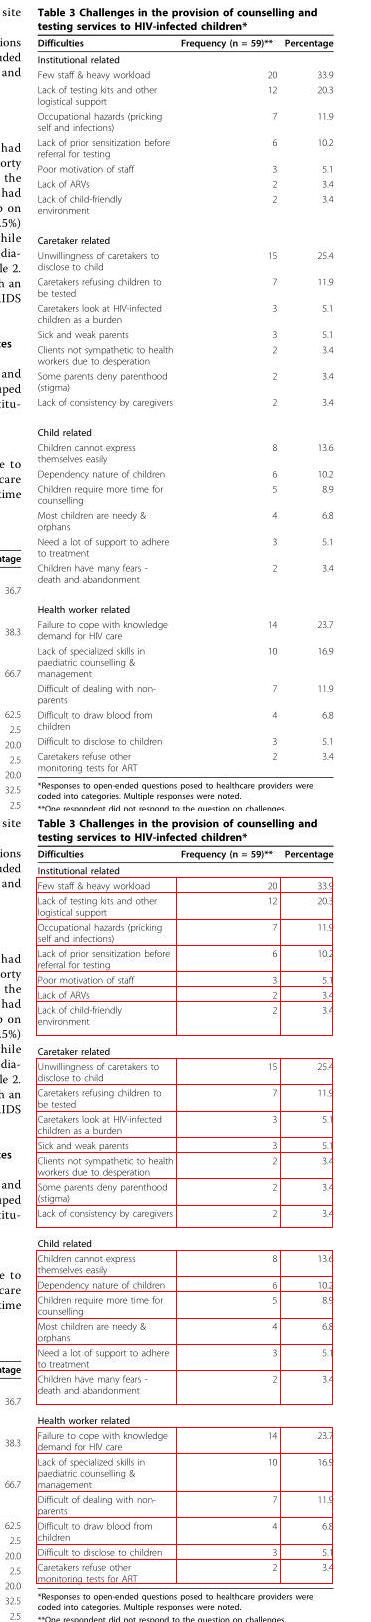 site
Table 3 Challenges in the provision of counselling and
testing services to HIV-infected children*
Difficulties Frequency (n = 59)** Percentage
Institutional related
Few staff & heavy workload 20 33.9
Lack of testing kits and other 12 20.3
logistical support
Occupational hazards (pricking 7 11.9
self and infections)
Lack of prior sensitization before 6 10.2
referral for testing
Poor motivation of staff 3 5.1
Lack of ARVs 2 3.4
Lack of child-friendly 2 3.4
environment
Caretaker related
Unwillingness of caretakers to 15 25.4
disclose to child
Caretakers refusing children to 7 11.9
be tested
Caretakers look at HIV-infected 3 5.1
children as a burden
Sick and weak parents 3 5.1
Clients not sympathetic to health 2 3.4
workers due to desperation
Some parents deny parenthood 2 3.4
(stigma)
Lack of consistency by caregivers 2 3.4
Child related
Children cannot express 8 13.6
themselves easily
Dependency nature of children 6 10.2
Children require more time for 5 8.9
counselling
Most children are needy & 4 6.8
orphans
Need a lot of support to adhere 3 5.1
to treatment
Children have many fears - 2 3.4
death and abandonment
Health worker related
Failure to cope with knowledge 14 23.7
demand for HIV care
Lack of specialized skills in 10 16.9
paediatric counselling &
management
Difficult of dealing with non- 7 11.9
parents
Difficult to draw blood from 4 6.8
children
Difficult to disclose to children 3 5.1
Caretakers refuse other 2 3.4
monitoring tests for ART
*Responses to open-ended questions posed to healthcare providers were
coded into categories. Multiple responses were noted.
**One respondent did not respond to the question on challenges.
ions
uded
and
had
orty
the
had
on
.5%)
hile
dia-
le 2.
h an
AIDS
ces
and
uped
titu-
e to
care
time
ntage
36.7
38.3
66.7
62.5
2.5
20.0
2.5
20.0
32.5
2.5
site
Table 3 Challenges in the provision of counselling and
testing services to HIV-infected children*
Difficulties Frequency (n = 59)** Percentage
Institutional related
Few staff & heavy workload 20 33.9
Lack of testing kits and other 12 20.3
logistical support
Occupational hazards (pricking 7 11.9
self and infections)
Lack of prior sensitization before 6 10.2
referral for testing
Poor motivation of staff 3 5.1
Lack of ARVs 2 3.4
Lack of child-friendly 2 3.4
environment
Caretaker related
Unwillingness of caretakers to 15 25.4
disclose to child
Caretakers refusing children to 7 11.9
be tested
Caretakers look at HIV-infected 3 5.1
children as a burden
Sick and weak parents 3 5.1
Clients not sympathetic to health 2 3.4
workers due to desperation
Some parents deny parenthood 2 3.4
(stigma)
Lack of consistency by caregivers 2 3.4
Child related
Children cannot express 8 13.6
themselves easily
Dependency nature of children 6 10.2
Children require more time for 5 8.9
counselling
Most children are needy & 4 6.8
orphans
Need a lot of support to adhere 3 5.1
to treatment
Children have many fears - 2 3.4
death and abandonment
Health worker related
Failure to cope with knowledge 14 23.7
demand for HIV care
Lack of specialized skills in 10 16.9
paediatric counselling &
management
Difficult of dealing with non- 7 11.9
parents
Difficult to draw blood from 4 6.8
children
Difficult to disclose to children 3 5.1
Caretakers refuse other 2 3.4
monitoring tests for ART
*Responses to open-ended questions posed to healthcare providers were
coded into categories. Multiple responses were noted.
**One respondent did not respond to the question on challenges.
ions
uded
and
had
orty
the
had
on
.5%)
hile
dia-
le 2.
h an
AIDS
ces
and
uped
titu-
e to
care
time
ntage
36.7
38.3
66.7
62.5
2.5
20.0
2.5
20.0
32.5
2.5